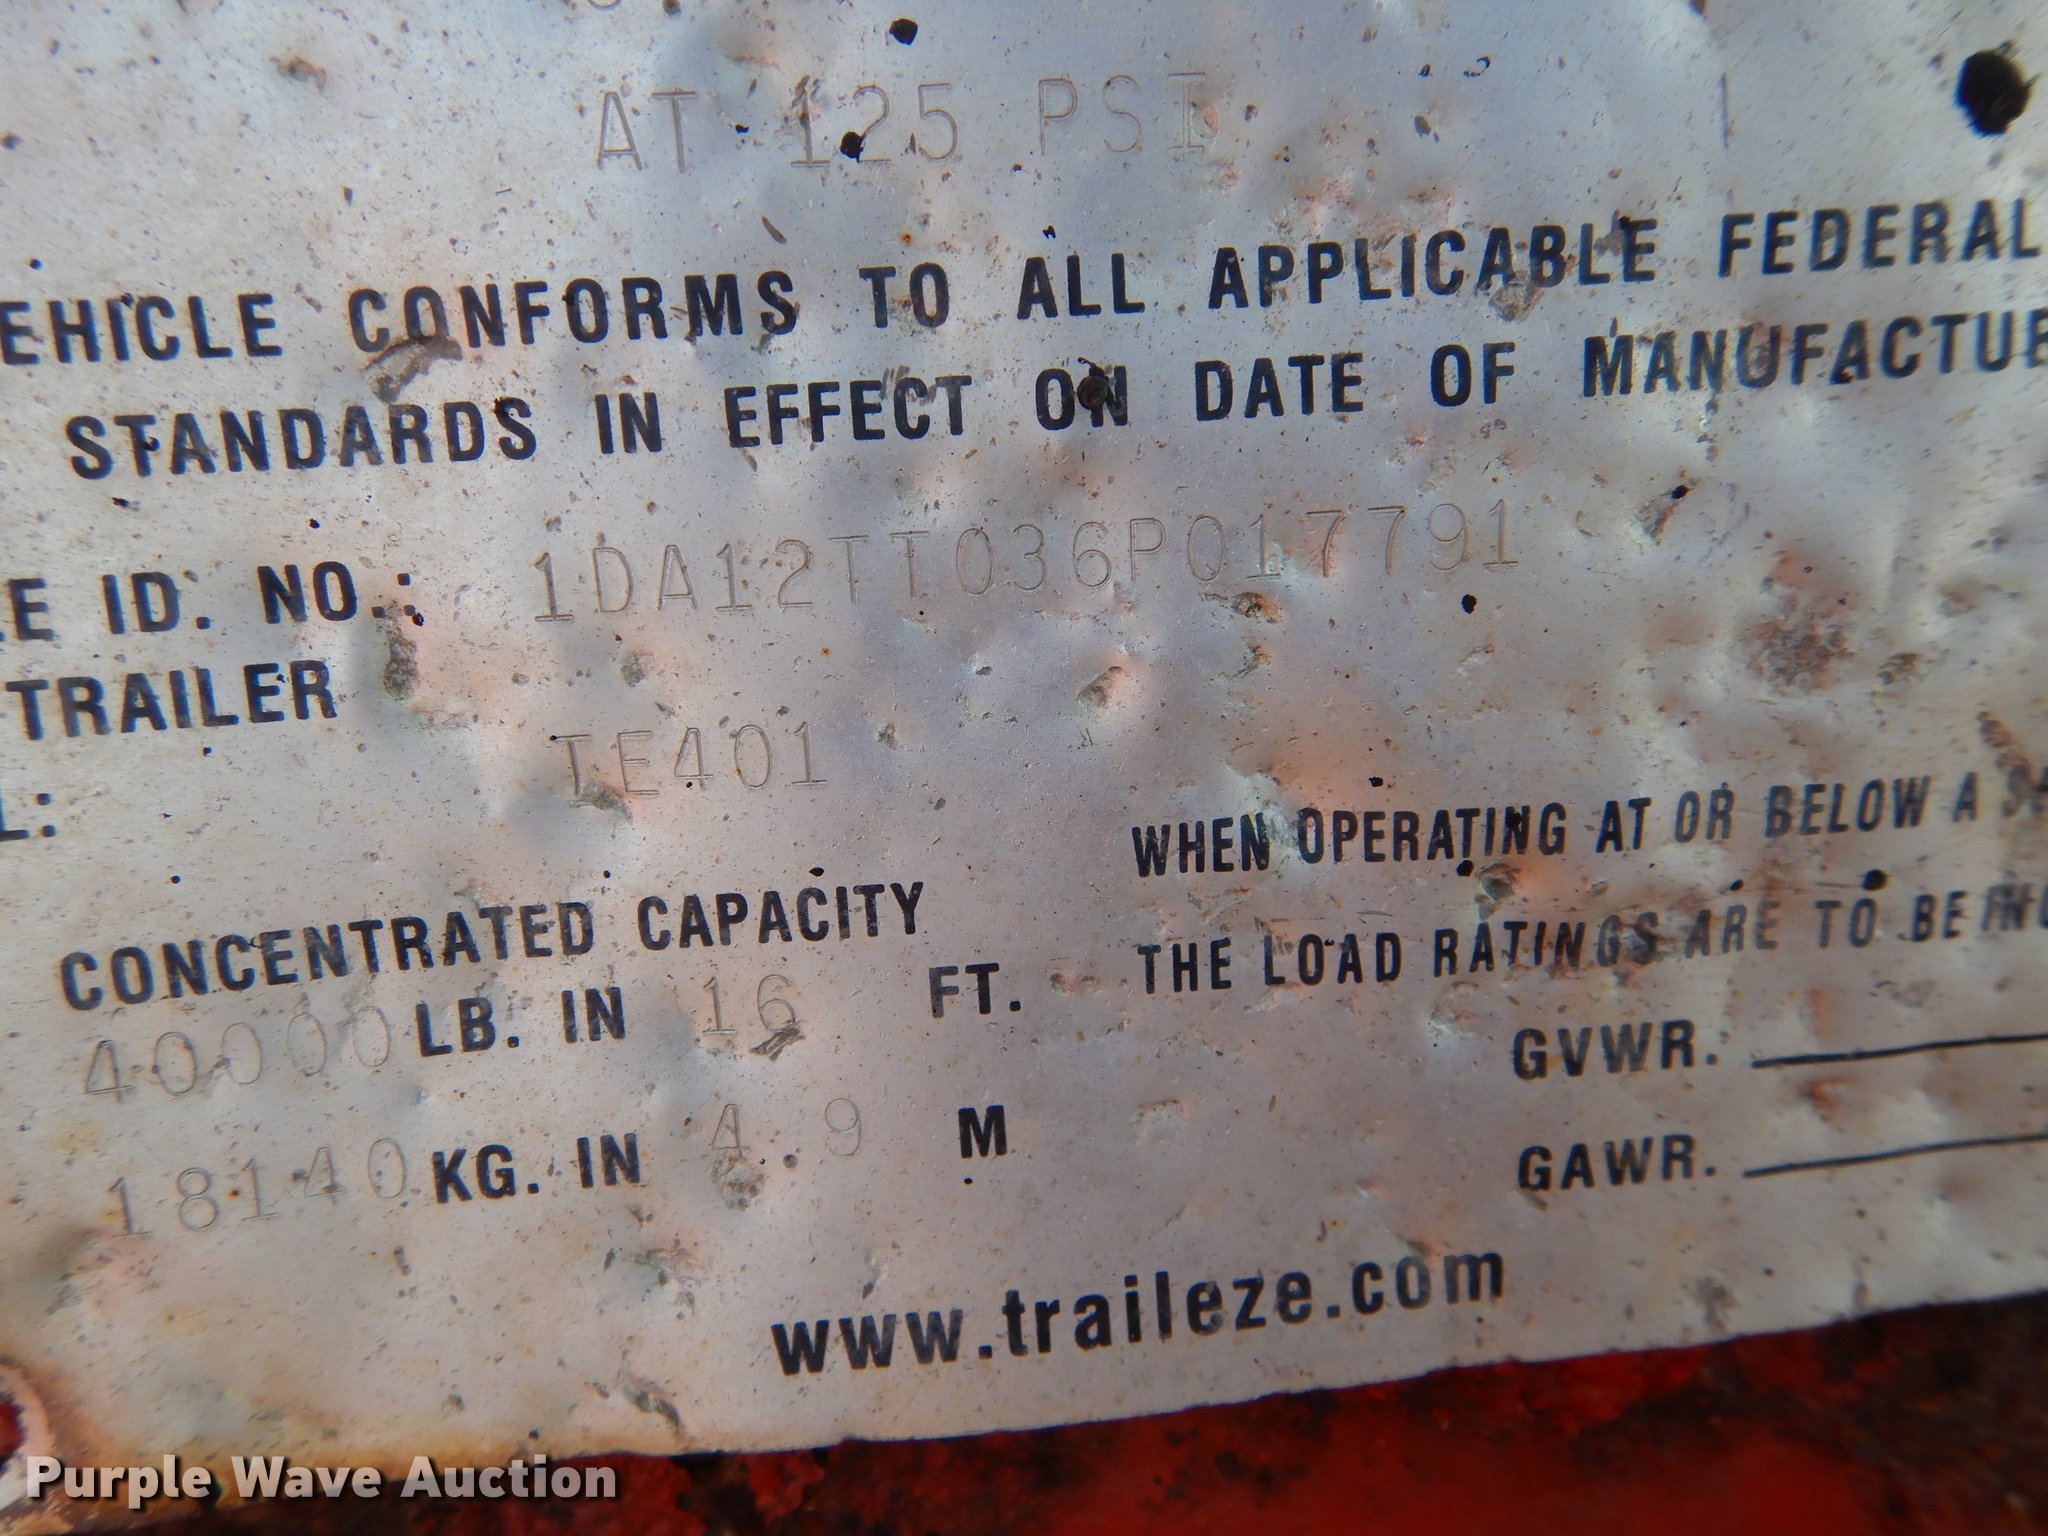 AT 125 PSI
EHICLE CONFORMS TO ALL APPLICABLE FEDERAL
STANDARDS IN EFFECT ON DATE OF MANUFACTUR
LE ID. NO.: 1DA12TT036P017791
TRAILER
L: TE401
CONCENTRATED CAPACITY
40000 LB. IN 16 FT.
18140 KG. IN 4.9 M
WHEN OPERATING AT OR BELOW A
THE LOAD RATINGS ARE TO BE
GVWR.
GAWR.
www.traileze.com
Purple Wave Auction